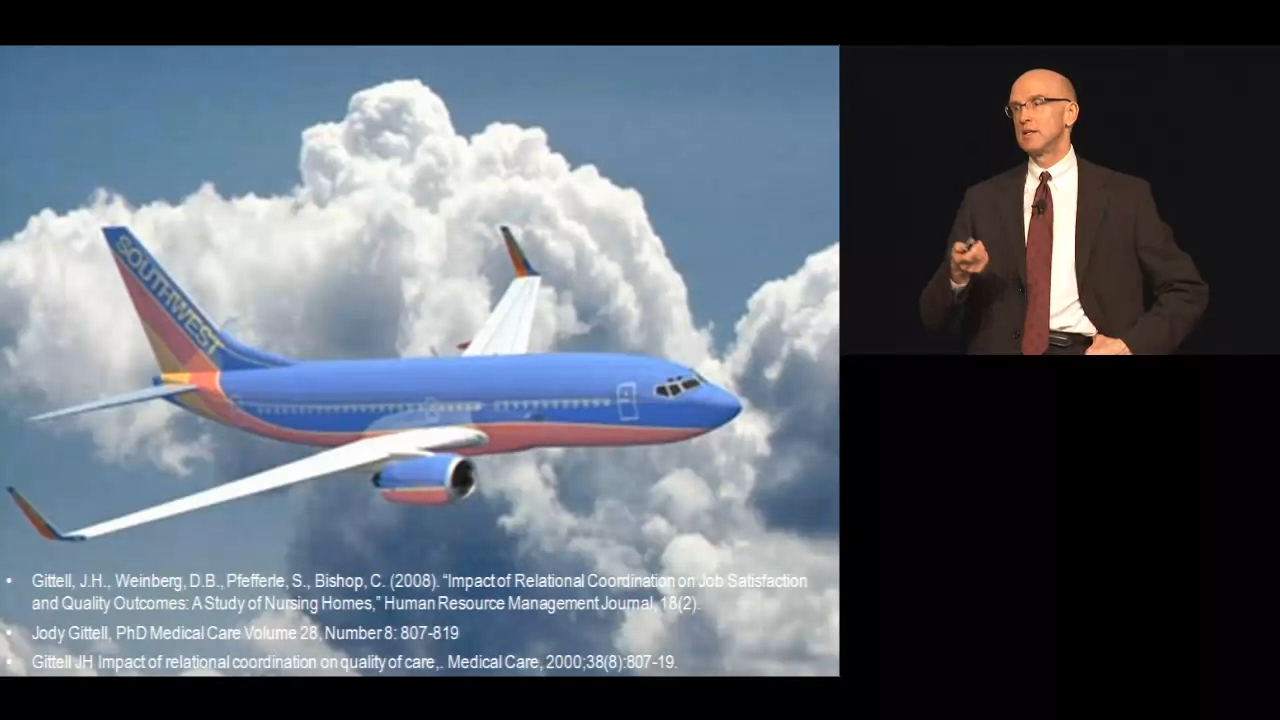 SOUTHWEST
• Gittell, J.H., Weinberg, D.B., Pfefferle, S., Bishop, C. (2008). “Impact of Relational Coordination on Job Satisfaction
and Quality Outcomes: A Study of Nursing Homes,” Human Resource Management Journal, 18(2).
• Jody Gittell, PhD Medical Care Volume 28, Number 8: 807-819
• Gittell JH Impact of relational coordination on quality of care,. Medical Care, 2000;38(8):807-19.